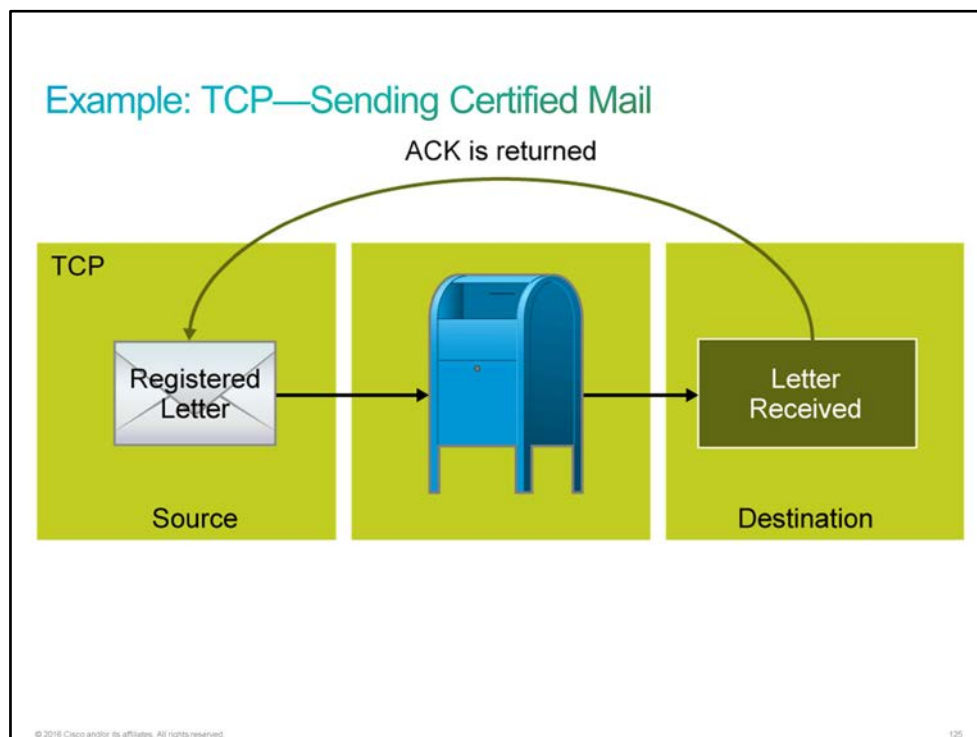 Example: TCP—Sending Certified Mail
ACK is returned
TCP
Registered
Letter
Letter
Received
Source
Destination
© 2016 Cisco and/or its affiliates. All rights reserved.
125